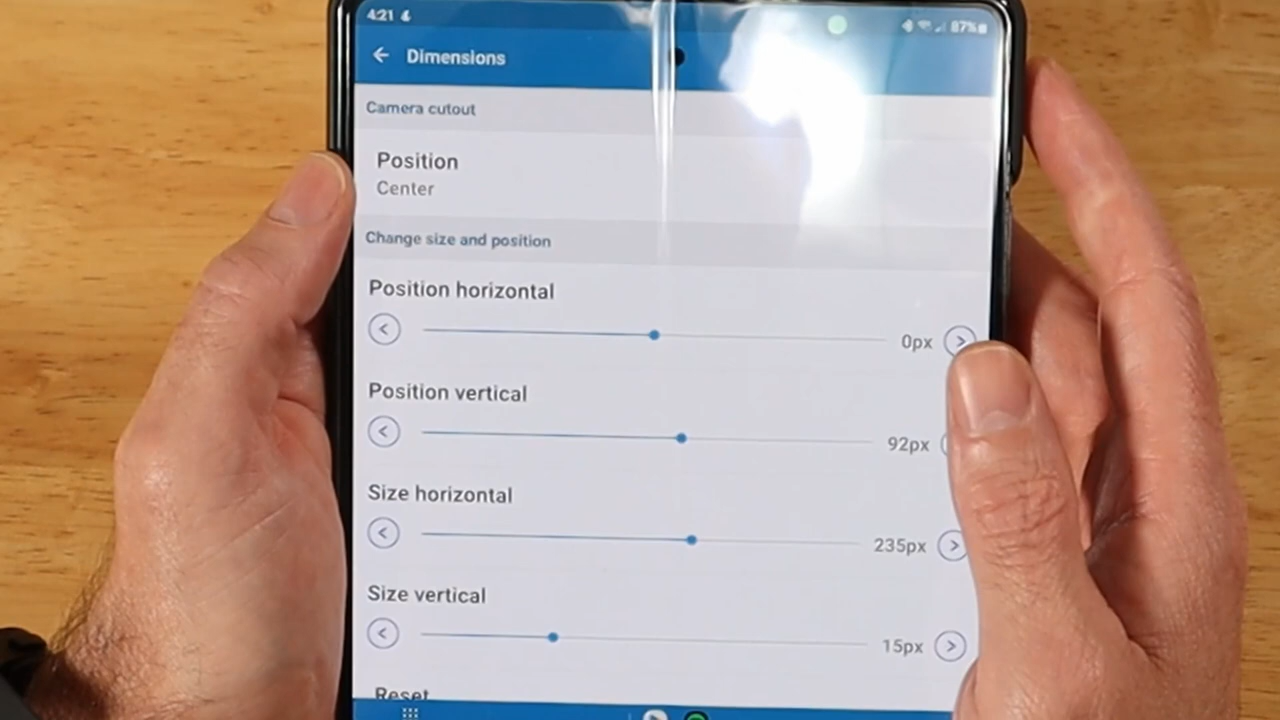 4:21
87%
Dimensions
Camera cutout
Position
Center
Change size and position
Position horizontal
0px
Position vertical
92px
Size horizontal
235px
Size vertical
15px
Reset